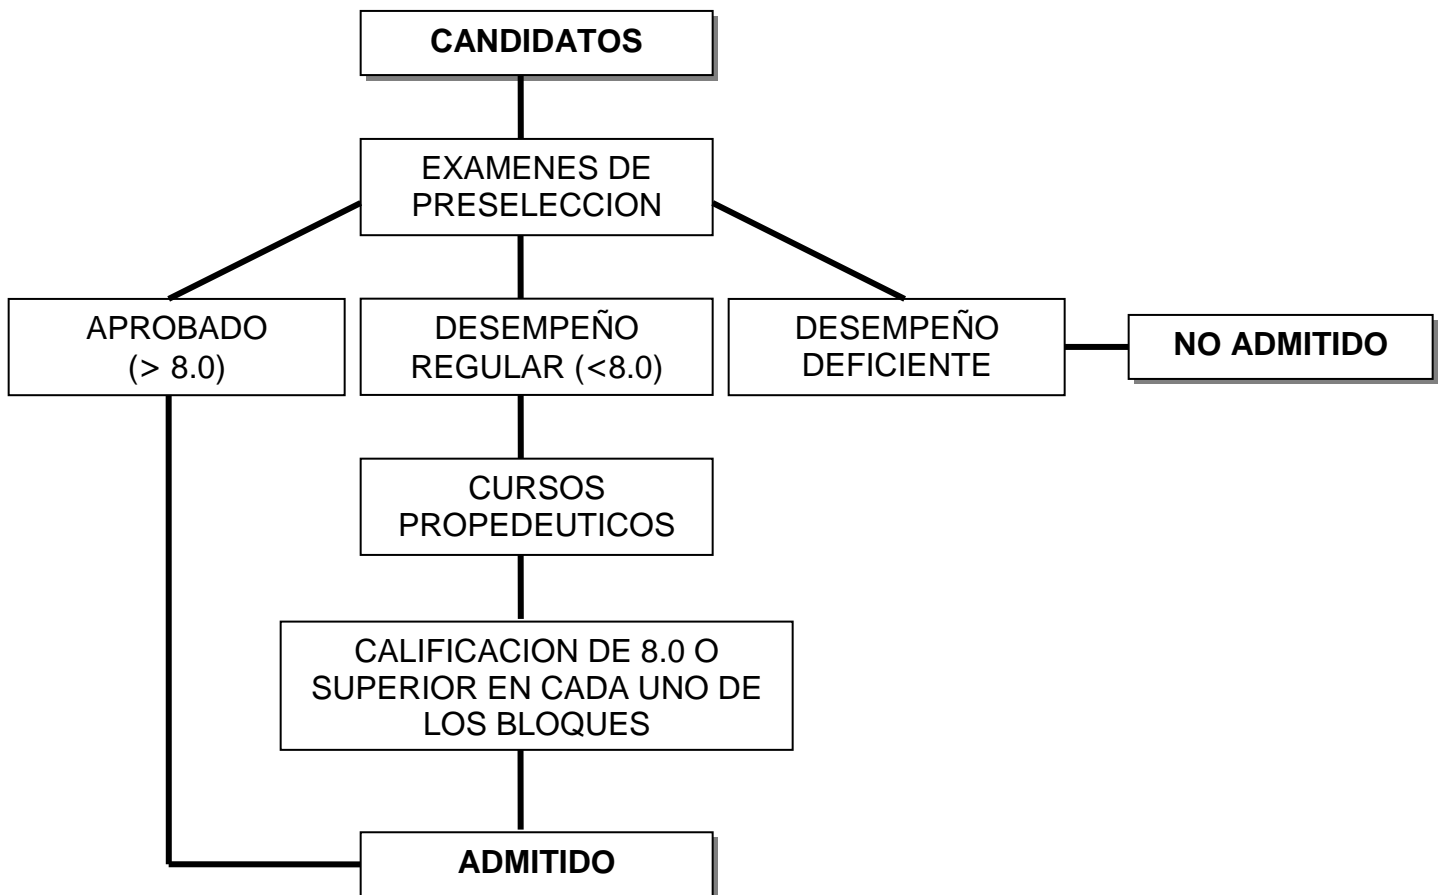 CANDIDATOS
EXAMENES DE
PRESELECCION
APROBADO
(> 8.0)
DESEMPEÑO
REGULAR (<8.0)
DESEMPEÑO
DEFICIENTE
NO ADMITIDO
CURSOS
PROPEDEUTICOS
CALIFICACION DE 8.0 O
SUPERIOR EN CADA UNO DE
LOS BLOQUES
ADMITIDO